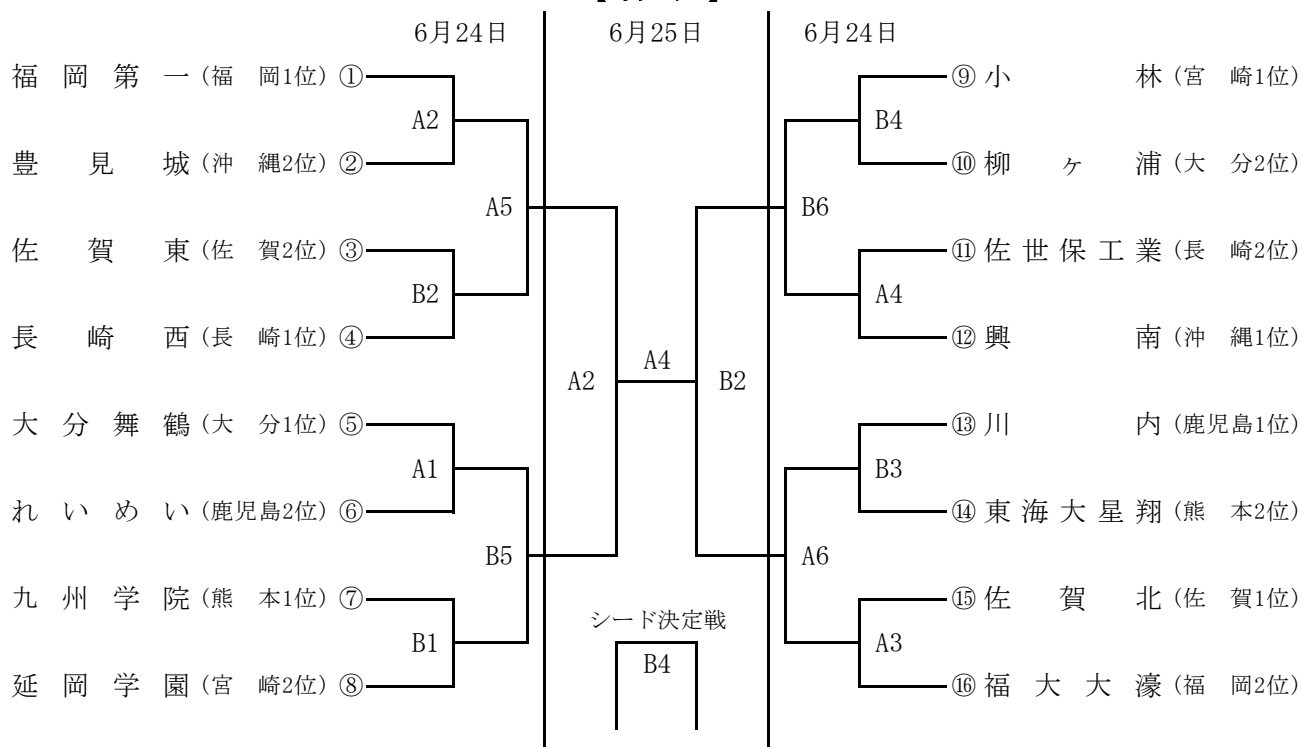 6月24日 6月25日 6月24日
福岡第一(福 岡1位) ① ⑨ 小林(宮 崎1位)
A2 B4
豊見城(沖 縄2位) ② ⑩ 柳ヶ浦(大 分2位)
A5 B6
佐賀東(佐 賀2位) ③ ⑪ 佐世保工業(長 崎2位)
B2 A4
長崎西(長 崎1位) ④ ⑫ 興南(沖 縄1位)
A2 A4 B2
大分舞鶴(大 分1位) ⑤ ⑬ 川内(鹿児島1位)
A1 B3
れいめい(鹿児島2位) ⑥ ⑭ 東海大星翔(熊 本2位)
B5 A6
九州学院(熊 本1位) ⑦ ⑮ 佐賀北(佐 賀1位)
シード決定戦
B1 B4 A3
延岡学園(宮 崎2位) ⑧ ⑯ 福大大濠(福 岡2位)